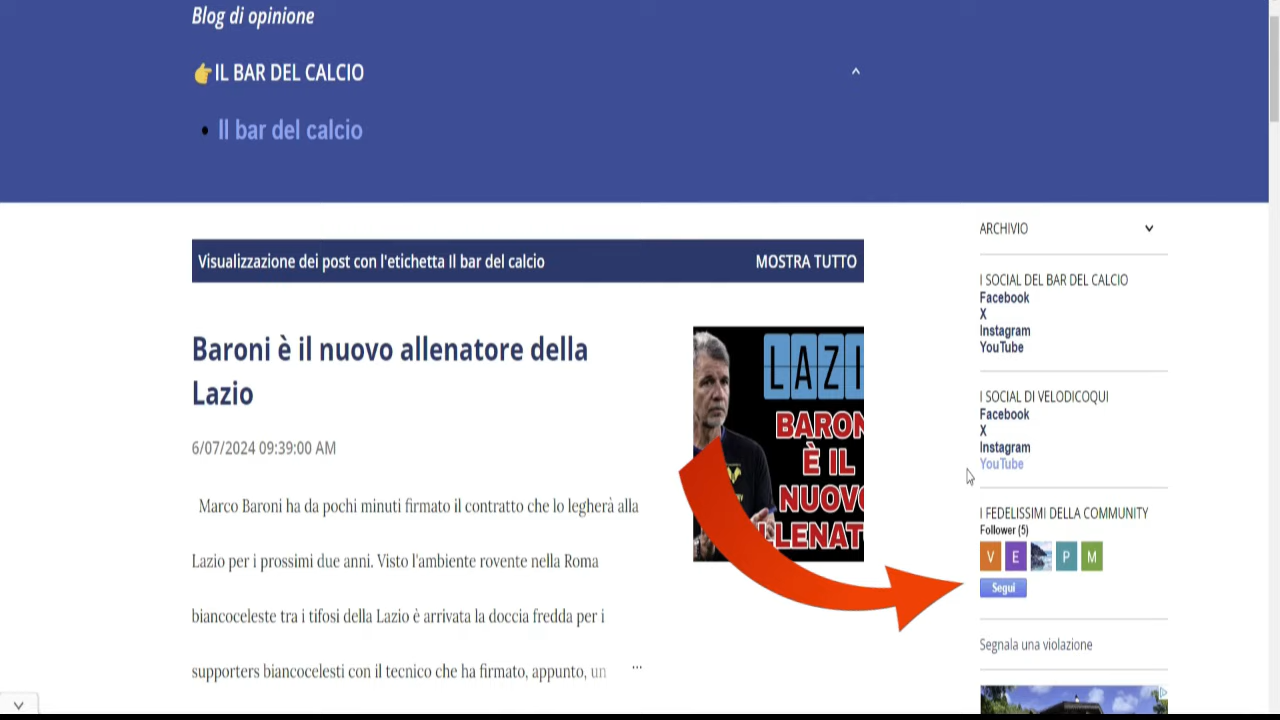 Blog di opinione
👉IL BAR DEL CALCIO
Il bar del calcio
Visualizzazione dei post con l'etichetta Il bar del calcio
MOSTRA TUTTO
Baroni è il nuovo allenatore della
Lazio
6/07/2024 09:39:00 AM
Marco Baroni ha da pochi minuti firmato il contratto che lo legherà alla
Lazio per i prossimi due anni. Visto l'ambiente rovente nella Roma
biancoceleste tra i tifosi della Lazio è arrivata la doccia fredda per i
supporters biancocelesti con il tecnico che ha firmato, appunto, un
...
LAZI
BARON
È IL
NUOVO
LLENAT
ARCHIVIO
I SOCIAL DEL BAR DEL CALCIO
Facebook
X
Instagram
YouTube
I SOCIAL DI VELODICOQUI
Facebook
X
Instagram
YouTube
I FEDELISSIMI DELLA COMMUNITY
Follower (5)
V E P M
Segui
Segnala una violazione